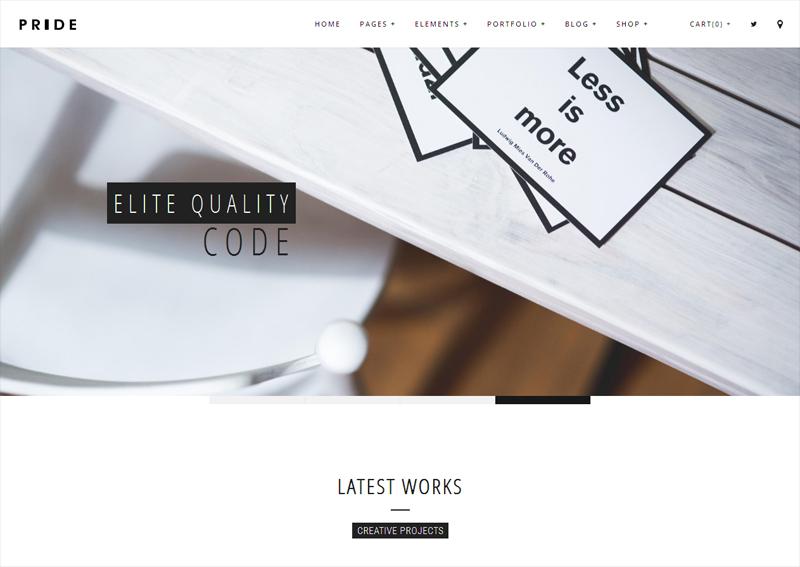 PRIDE
HOME PAGES + ELEMENTS + PORTFOLIO + BLOG + SHOP + CART(0) +
Less
is
more
Ludwig Mies Van Der Rohe
ELITE QUALITY
CODE
LATEST WORKS
CREATIVE PROJECTS